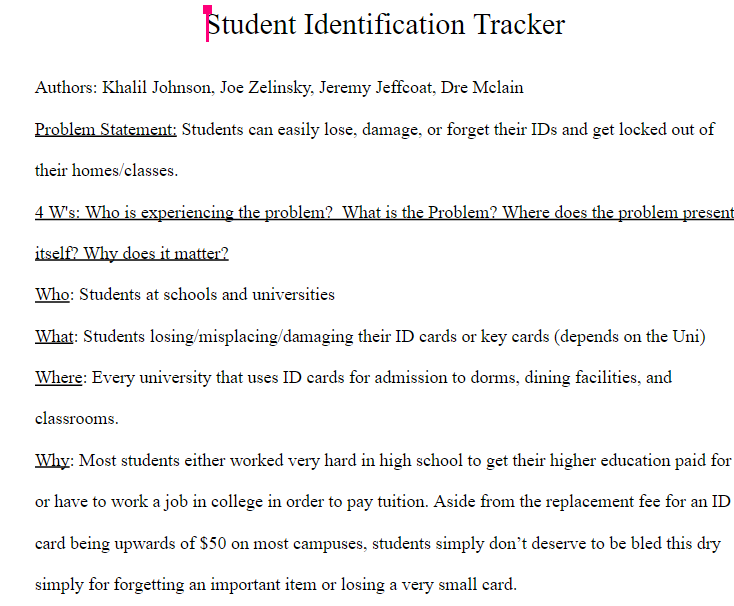 Student Identification Tracker
Authors: Khalil Johnson, Joe Zelinsky, Jeremy Jeffcoat, Dre Mclain
Problem Statement: Students can easily lose, damage, or forget their IDs and get locked out of
their homes/classes.
4 W's: Who is experiencing the problem?  What is the Problem? Where does the problem present
itself? Why does it matter?
Who: Students at schools and universities
What: Students losing/misplacing/damaging their ID cards or key cards (depends on the Uni)
Where: Every university that uses ID cards for admission to dorms, dining facilities, and
classrooms.
Why: Most students either worked very hard in high school to get their higher education paid for
or have to work a job in college in order to pay tuition. Aside from the replacement fee for an ID
card being upwards of $50 on most campuses, students simply don’t deserve to be bled this dry
simply for forgetting an important item or losing a very small card.